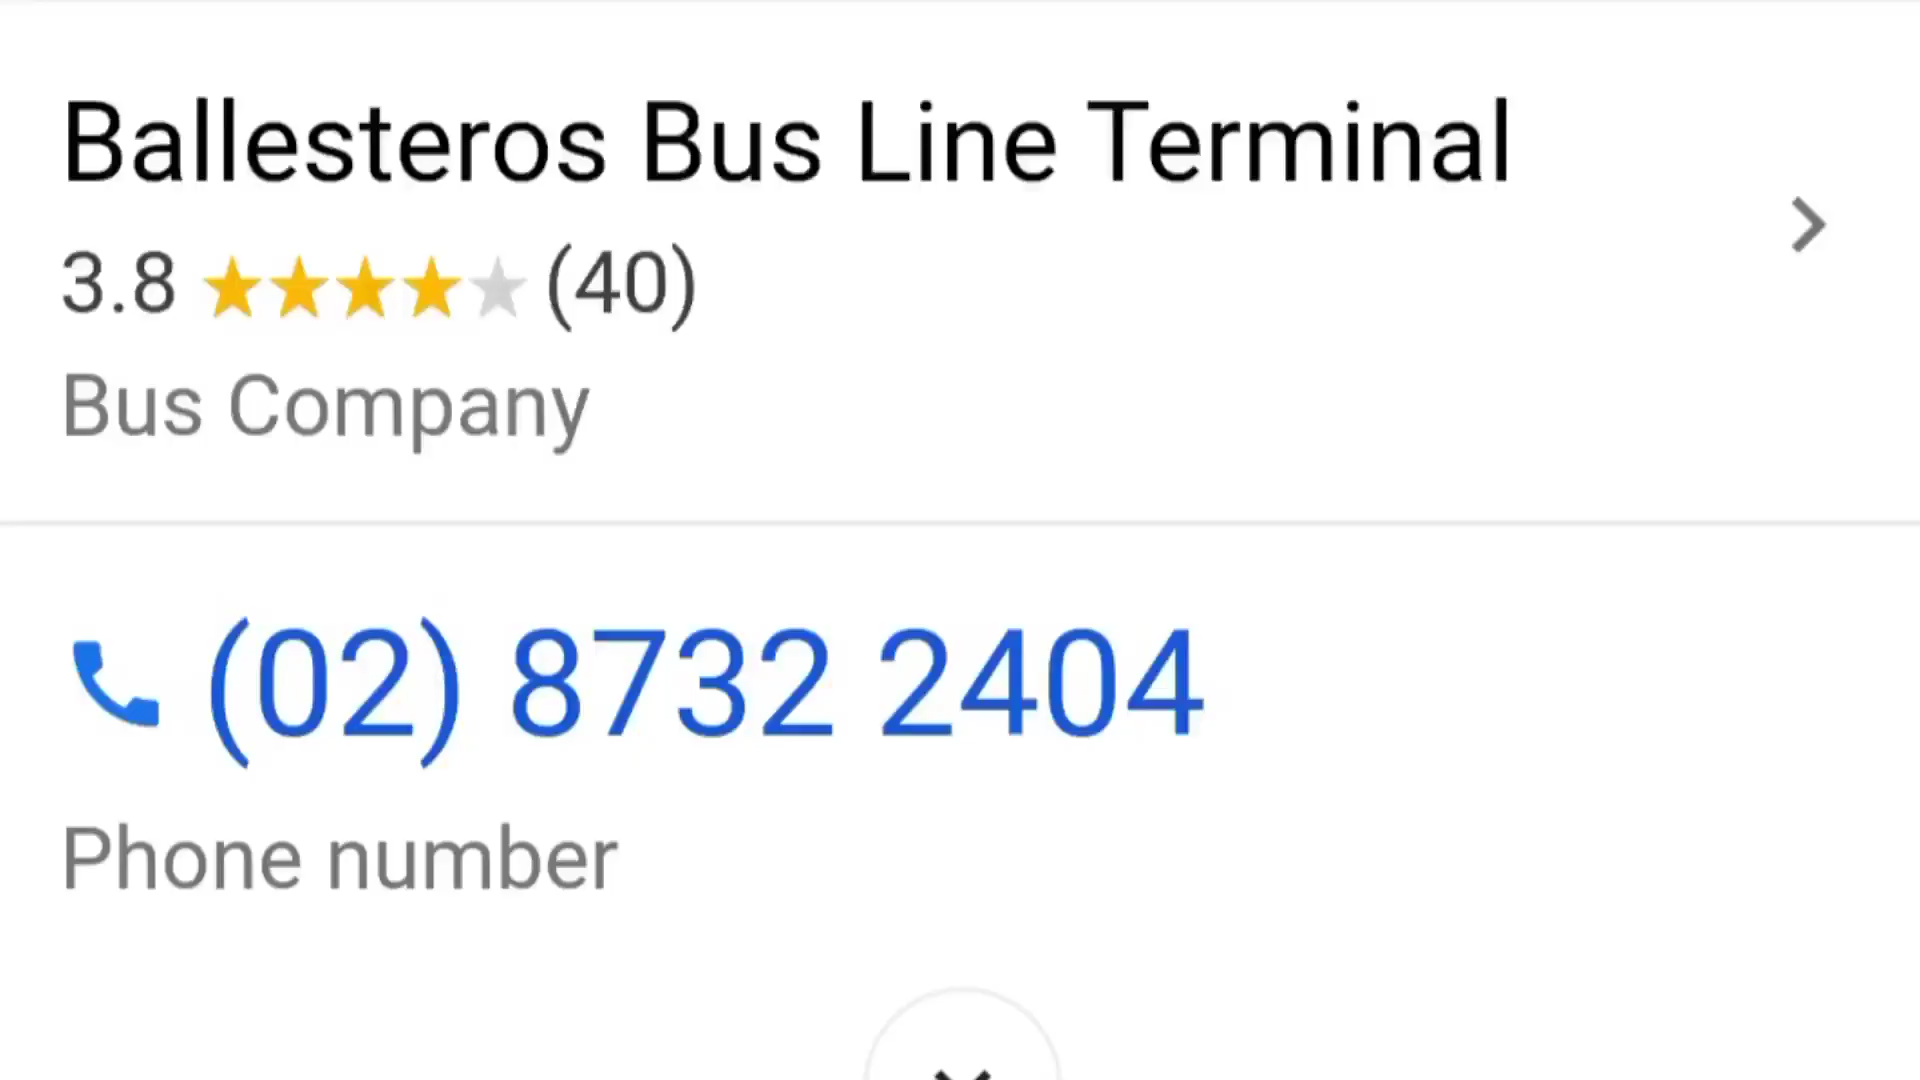 Ballesteros Bus Line Terminal
3.8 (40)
Bus Company
(02) 8732 2404
Phone number